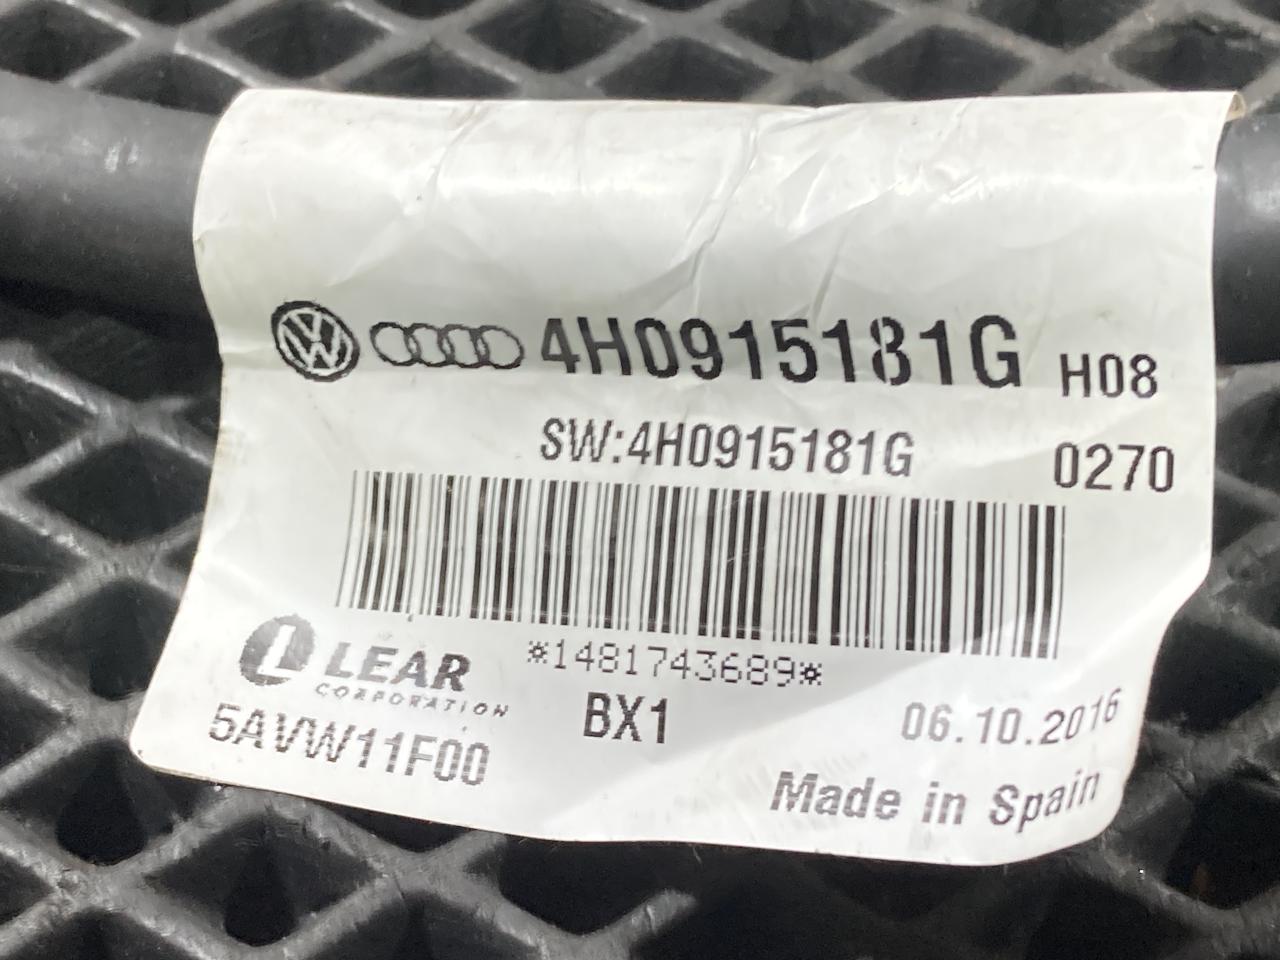 4H0915181G H08
SW:4H0915181G 0270
*1481743689*
LEAR
CORPORATION
BX1
06.10.2016
5AVW11F00
Made in Spain